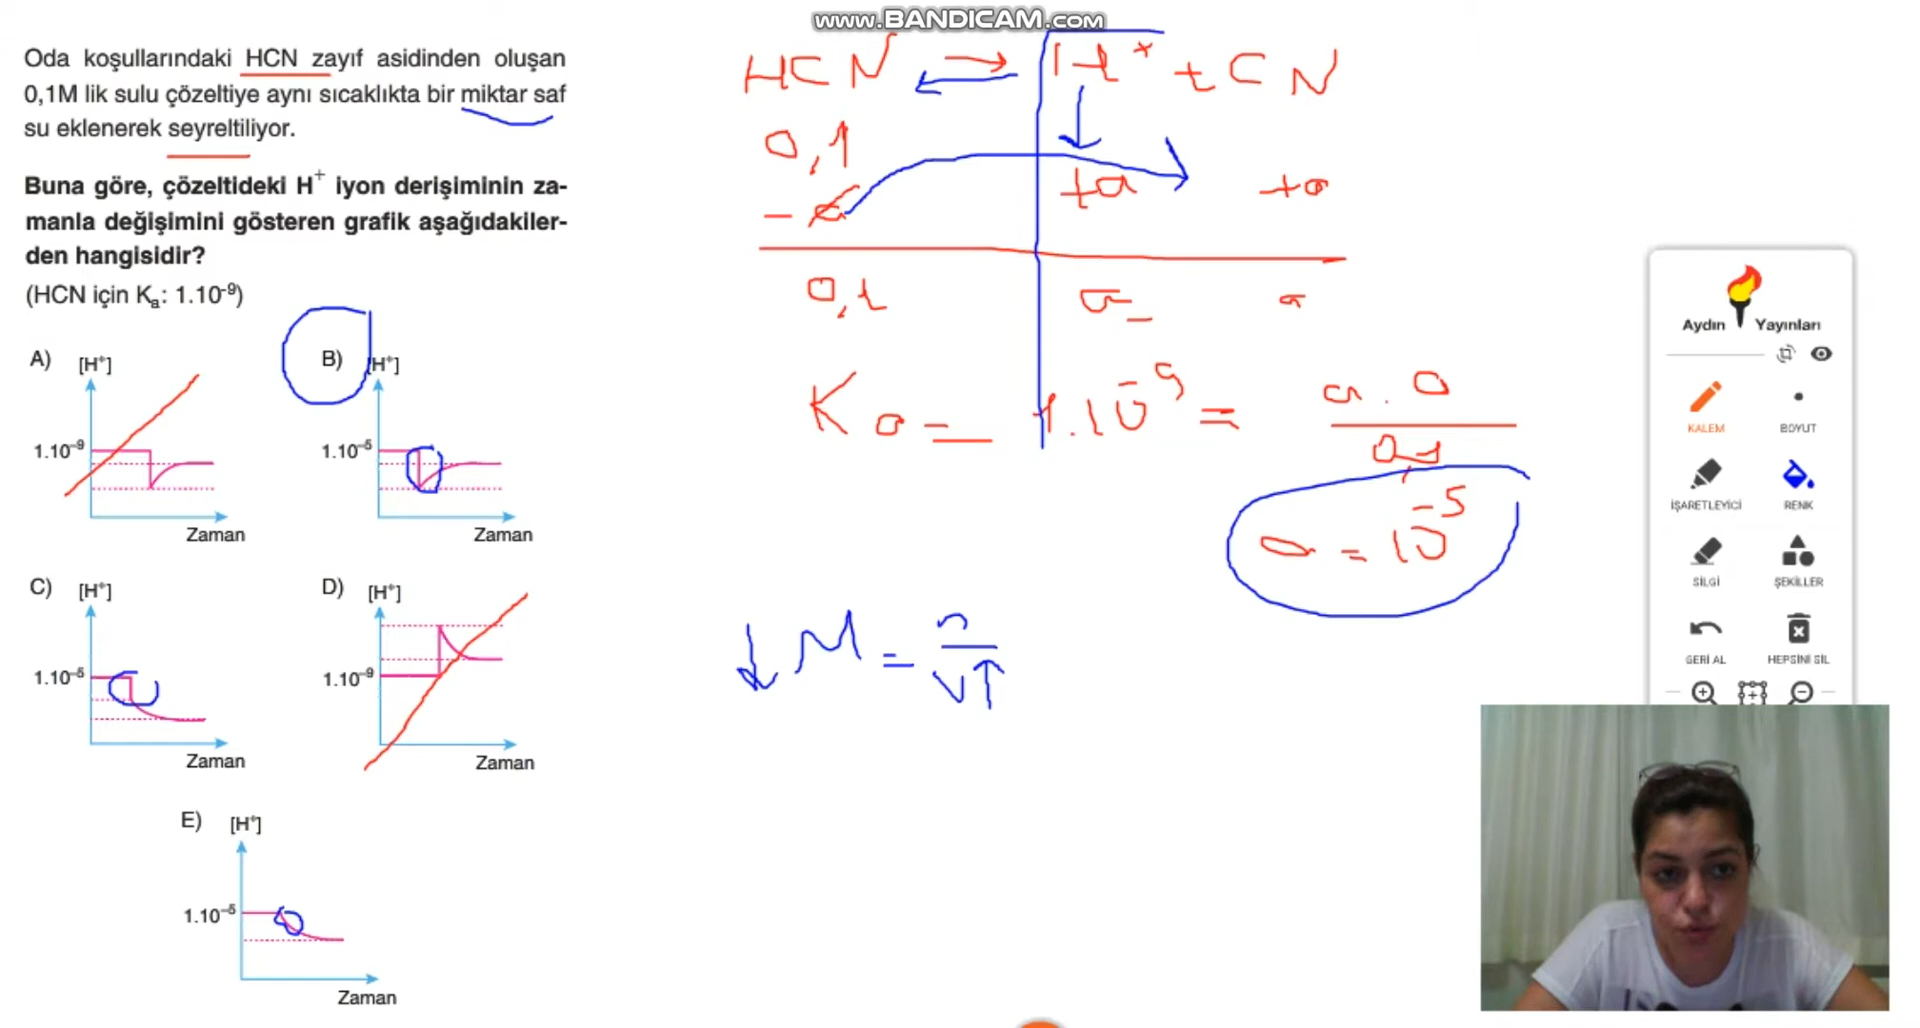 www.BANDICAM.com
Oda koşullarındaki HCN zayıf asidinden oluşan
0,1M lik sulu çözeltiye aynı sıcaklıkta bir miktar saf
su eklenerek seyreltiliyor.
Buna göre, çözeltideki H⁺ iyon derişiminin za-
manla değişimini gösteren grafik aşağıdakiler-
den hangisidir?
(HCN için Kₐ: 1.10⁻⁹)
A) [H⁺]
1.10⁻⁹
Zaman
B) [H⁺]
1.10⁻⁵
Zaman
C) [H⁺]
1.10⁻⁵
Zaman
D) [H⁺]
1.10⁻⁹
Zaman
E) [H⁺]
1.10⁻⁵
Zaman
HCN ⇌ H⁺ + CN
0,1
-a +a +a
0,1 a a
Ka = 1.10⁻⁹ = a.a / 0,1
a = 10⁻⁵
↓ M = n / V ↑
Aydın Yayınları
KALEM
BOYUT
İŞARETLEYİCİ
RENK
SİLGİ
ŞEKİLLER
GERİ AL
HEPSİNİ SİL